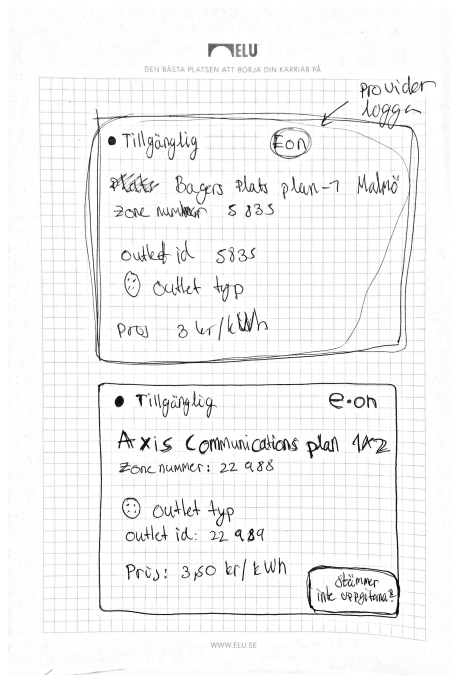 ELU
DEN BÄSTA PLATSEN ATT BÖRJA DIN KARRIÄR PÅ
provider
logga
Tillgänglig
Eon
Bagers Plats plan-1 Malmö
Zone nummer 5835
outlet id 5835
outlet typ
Pris 3 kr/kWh
Tillgänglig e.on
Axis Communications plan 1A2
Zone nummer: 22 988
outlet typ
outlet id: 22 989
Pris: 3,50 kr/kWh
Stämmer
inte uppgifterna?
WWW.ELU.SE